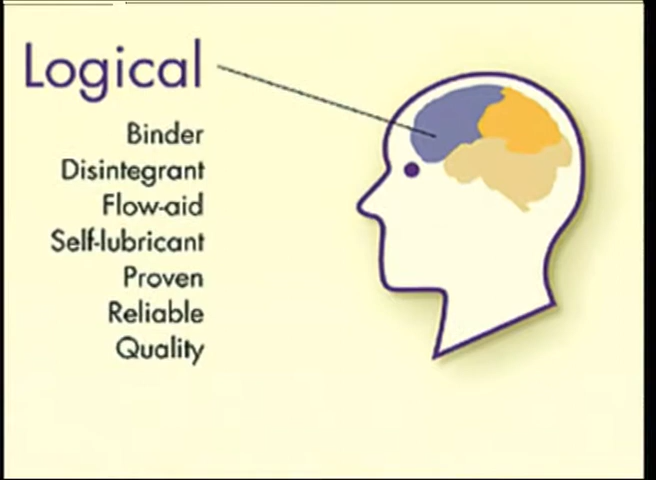 Logical
Binder
Disintegrant
Flow-aid
Self-lubricant
Proven
Reliable
Quality